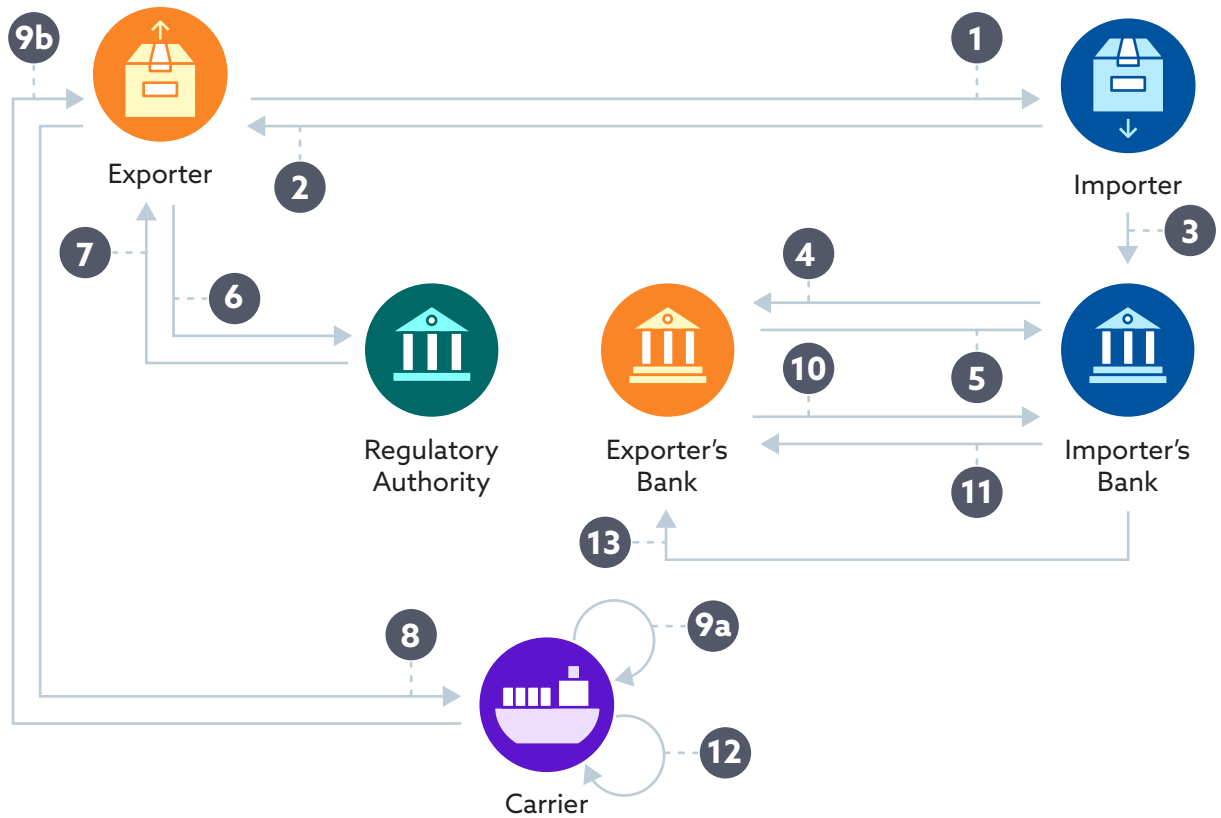 9b
1
Exporter
2
Importer
3
7
6
4
10
5
Regulatory
Authority
Exporter’s
Bank
Importer’s
Bank
11
13
8
9a
12
Carrier